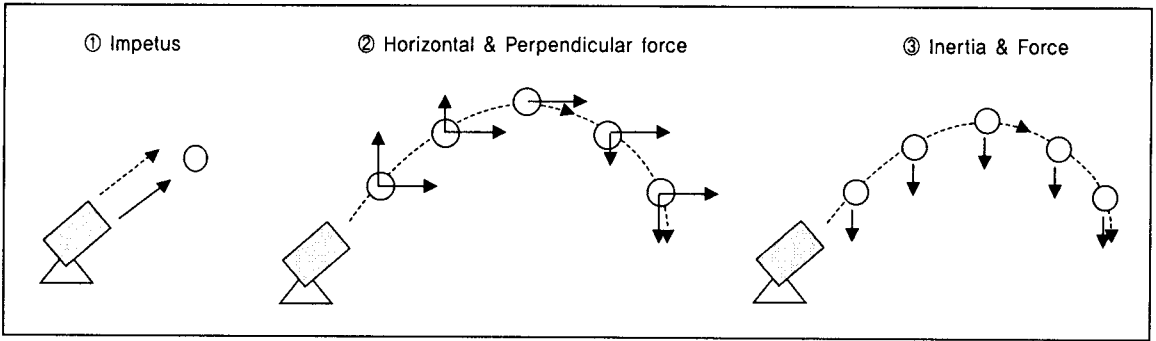 ① Impetus
② Horizontal & Perpendicular force
③ Inertia & Force